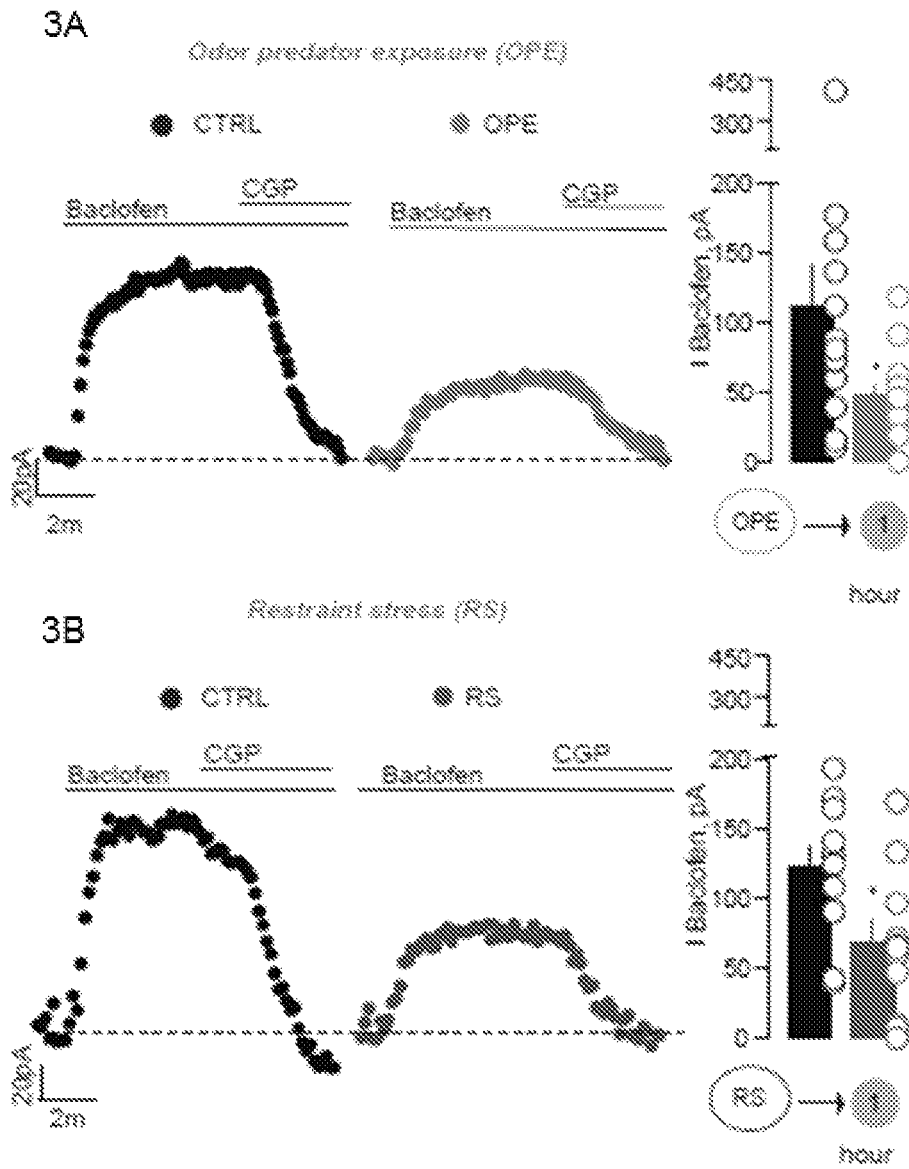 3A
Odor predator exposure (OPE)
CTRL
OPE
CGP
Baclofen
CGP
Baclofen
20pA
2m
450
300
200
150
100
50
0
I Baclofen, pA
*
OPE
1
hour
Restraint stress (RS)
3B
CTRL
RS
CGP
Baclofen
CGP
Baclofen
20pA
2m
450
300
200
150
100
50
0
I Baclofen, pA
*
RS
1
hour